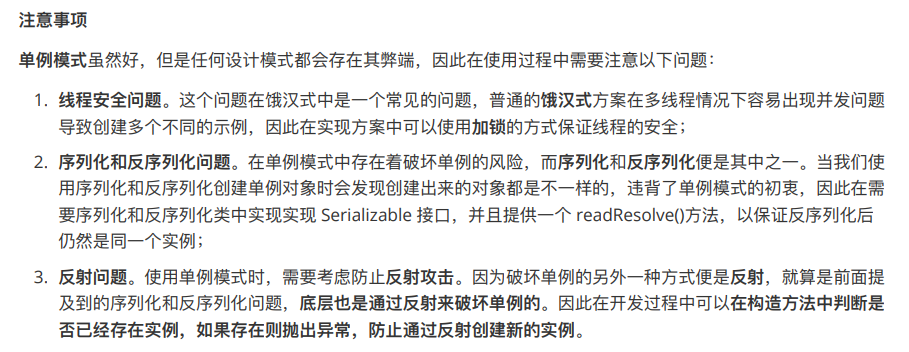 注意事项
单例模式虽然好，但是任何设计模式都会存在其弊端，因此在使用过程中需要注意以下问题：
1. 线程安全问题。这个问题在饿汉式中是一个常见的问题，普通的饿汉式方案在多线程情况下容易出现并发问题
导致创建多个不同的示例，因此在实现方案中可以使用加锁的方式保证线程的安全；
2. 序列化和反序列化问题。在单例模式中存在着破坏单例的风险，而序列化和反序列化便是其中之一。当我们使
用序列化和反序列化创建单例对象时会发现创建出来的对象都是不一样的，违背了单例模式的初衷，因此在需
要序列化和反序列化类中实现实现 Serializable 接口，并且提供一个 readResolve()方法，以保证反序列化后
仍然是同一个实例；
3. 反射问题。使用单例模式时，需要考虑防止反射攻击。因为破坏单例的另外一种方式便是反射，就算是前面提
及到的序列化和反序列化问题，底层也是通过反射来破坏单例的。因此在开发过程中可以在构造方法中判断是
否已经存在实例，如果存在则抛出异常，防止通过反射创建新的实例。